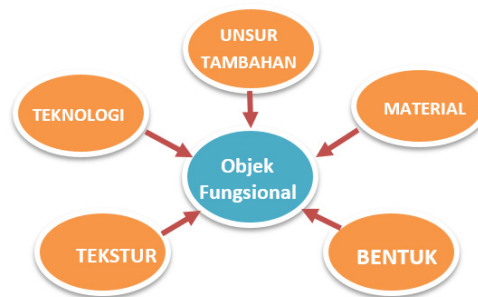 UNSUR
TAMBAHAN
TEKNOLOGI
MATERIAL
Objek
Fungsional
TEKSTUR
BENTUK